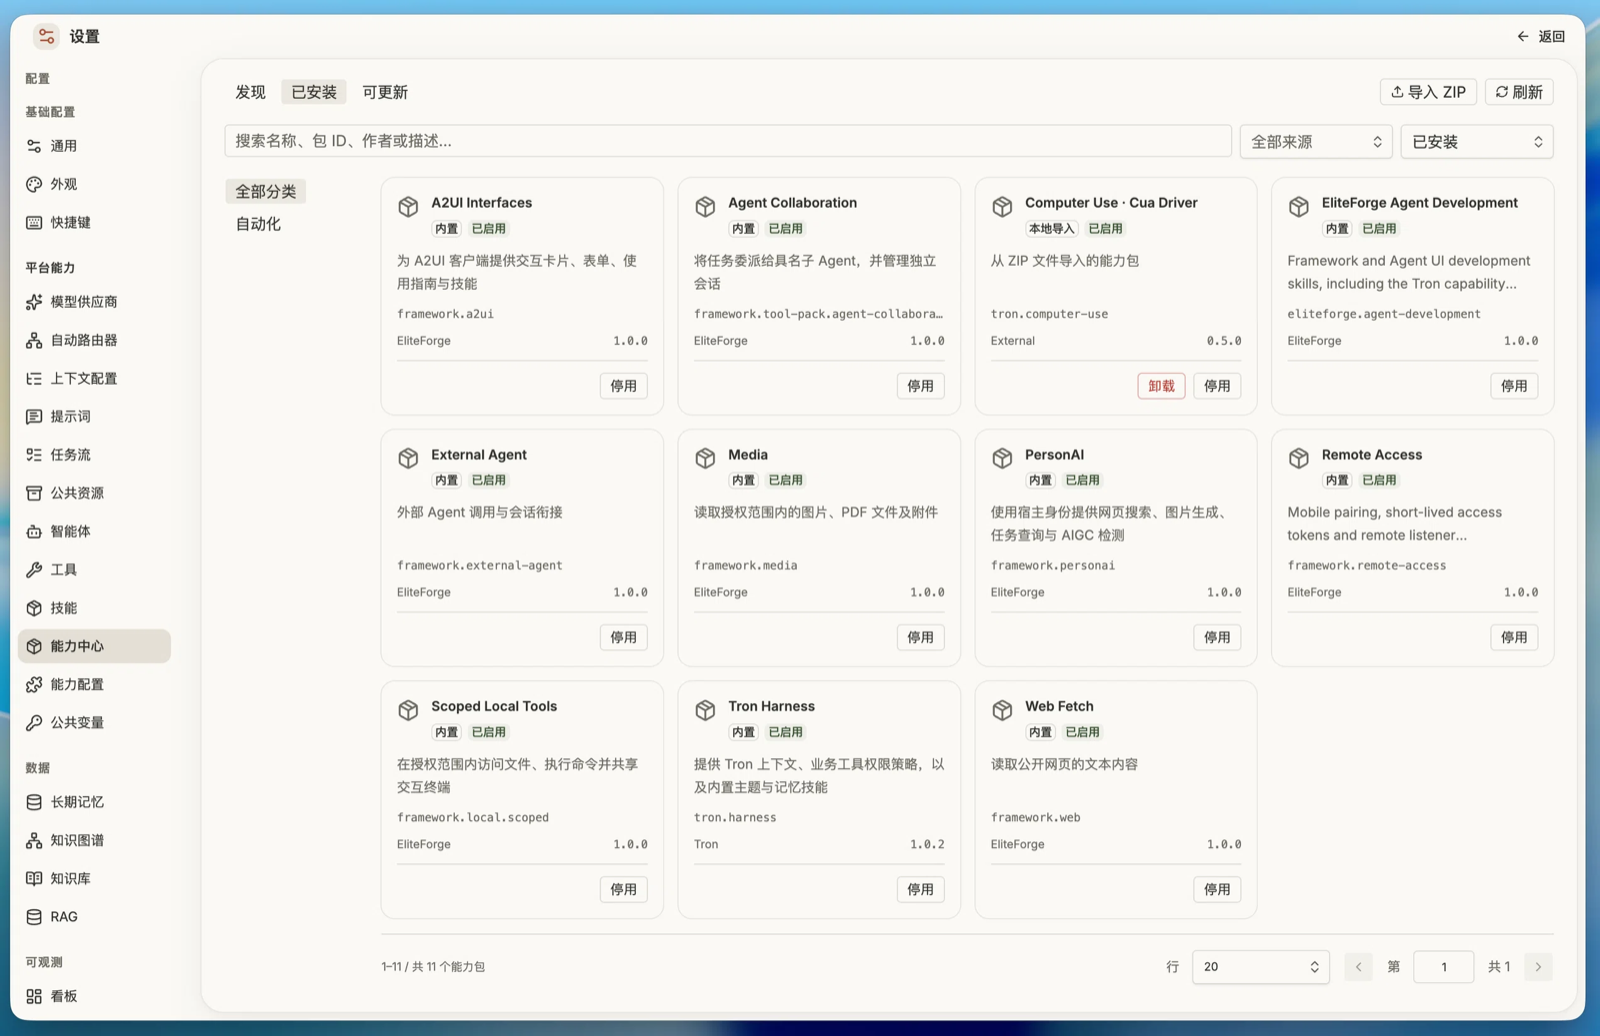 设置
返回
配置
基础配置
通用
外观
快捷键
平台能力
模型供应商
自动路由器
上下文配置
提示词
任务流
公共资源
智能体
工具
技能
能力中心
能力配置
公共变量
数据
长期记忆
知识图谱
知识库
RAG
可观测
看板
发现 已安装 可更新
导入 ZIP 刷新
搜索名称、包 ID、作者或描述...
全部来源
已安装
全部分类
自动化
A2UI Interfaces
内置 已启用
为 A2UI 客户端提供交互卡片、表单、使
用指南与技能
framework.a2ui
EliteForge 1.0.0
停用
Agent Collaboration
内置 已启用
将任务委派给具名子 Agent，并管理独立
会话
framework.tool-pack.agent-collabora…
EliteForge 1.0.0
停用
Computer Use · Cua Driver
本地导入 已启用
从 ZIP 文件导入的能力包
tron.computer-use
External 0.5.0
卸载 停用
EliteForge Agent Development
内置 已启用
Framework and Agent UI development
skills, including the Tron capability…
eliteforge.agent-development
EliteForge 1.0.0
停用
External Agent
内置 已启用
外部 Agent 调用与会话衔接
framework.external-agent
EliteForge 1.0.0
停用
Media
内置 已启用
读取授权范围内的图片、PDF 文件及附件
framework.media
EliteForge 1.0.0
停用
PersonAI
内置 已启用
使用宿主身份提供网页搜索、图片生成、
任务查询与 AIGC 检测
framework.personai
EliteForge 1.0.0
停用
Remote Access
内置 已启用
Mobile pairing, short-lived access
tokens and remote listener…
framework.remote-access
EliteForge 1.0.0
停用
Scoped Local Tools
内置 已启用
在授权范围内访问文件、执行命令并共享
交互终端
framework.local.scoped
EliteForge 1.0.0
停用
Tron Harness
内置 已启用
提供 Tron 上下文、业务工具权限策略，以
及内置主题与记忆技能
tron.harness
Tron 1.0.2
停用
Web Fetch
内置 已启用
读取公开网页的文本内容
framework.web
EliteForge 1.0.0
停用
1–11 / 共 11 个能力包
行 20 第 1 共 1